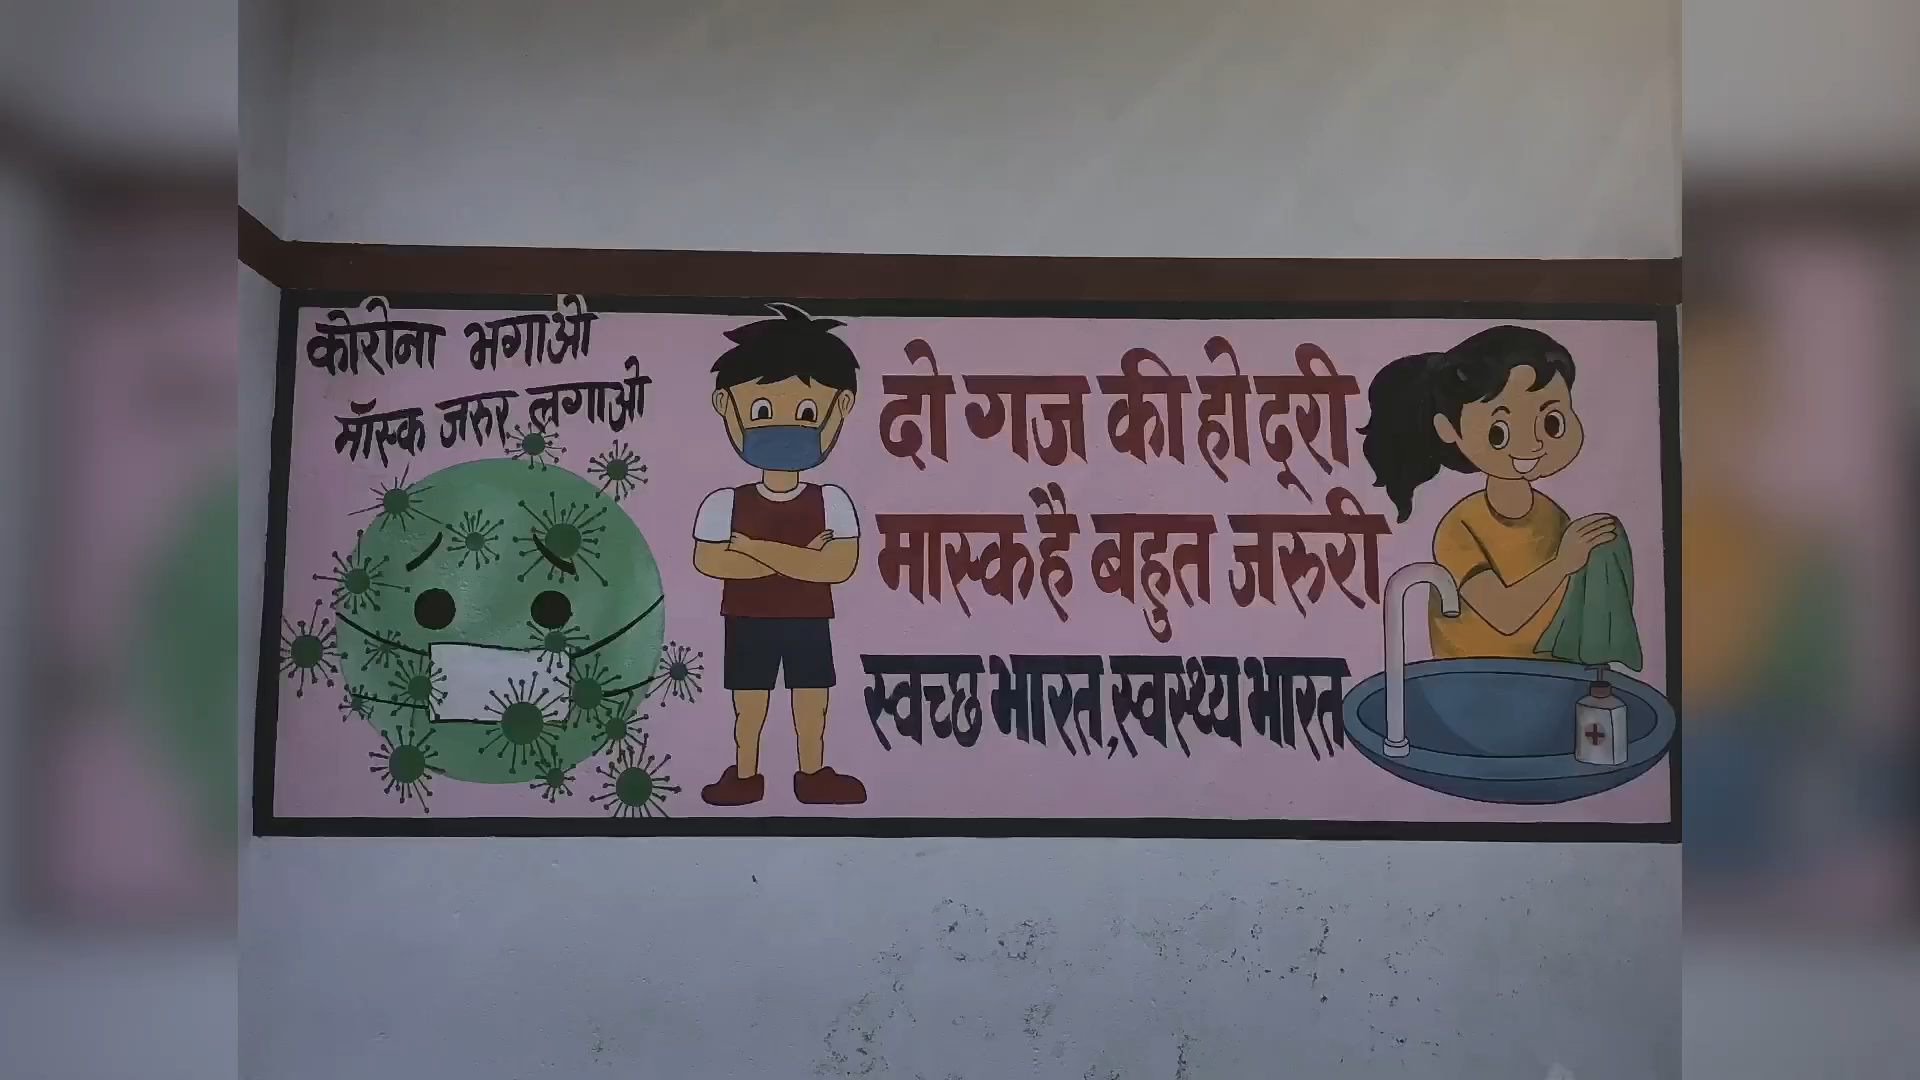 कोरोना भगाओ
मॉस्क जरुर लगाओ
दो गज की हो दूरी
मास्क है बहुत जरुरी
स्वच्छ भारत, स्वस्थ्य भारत